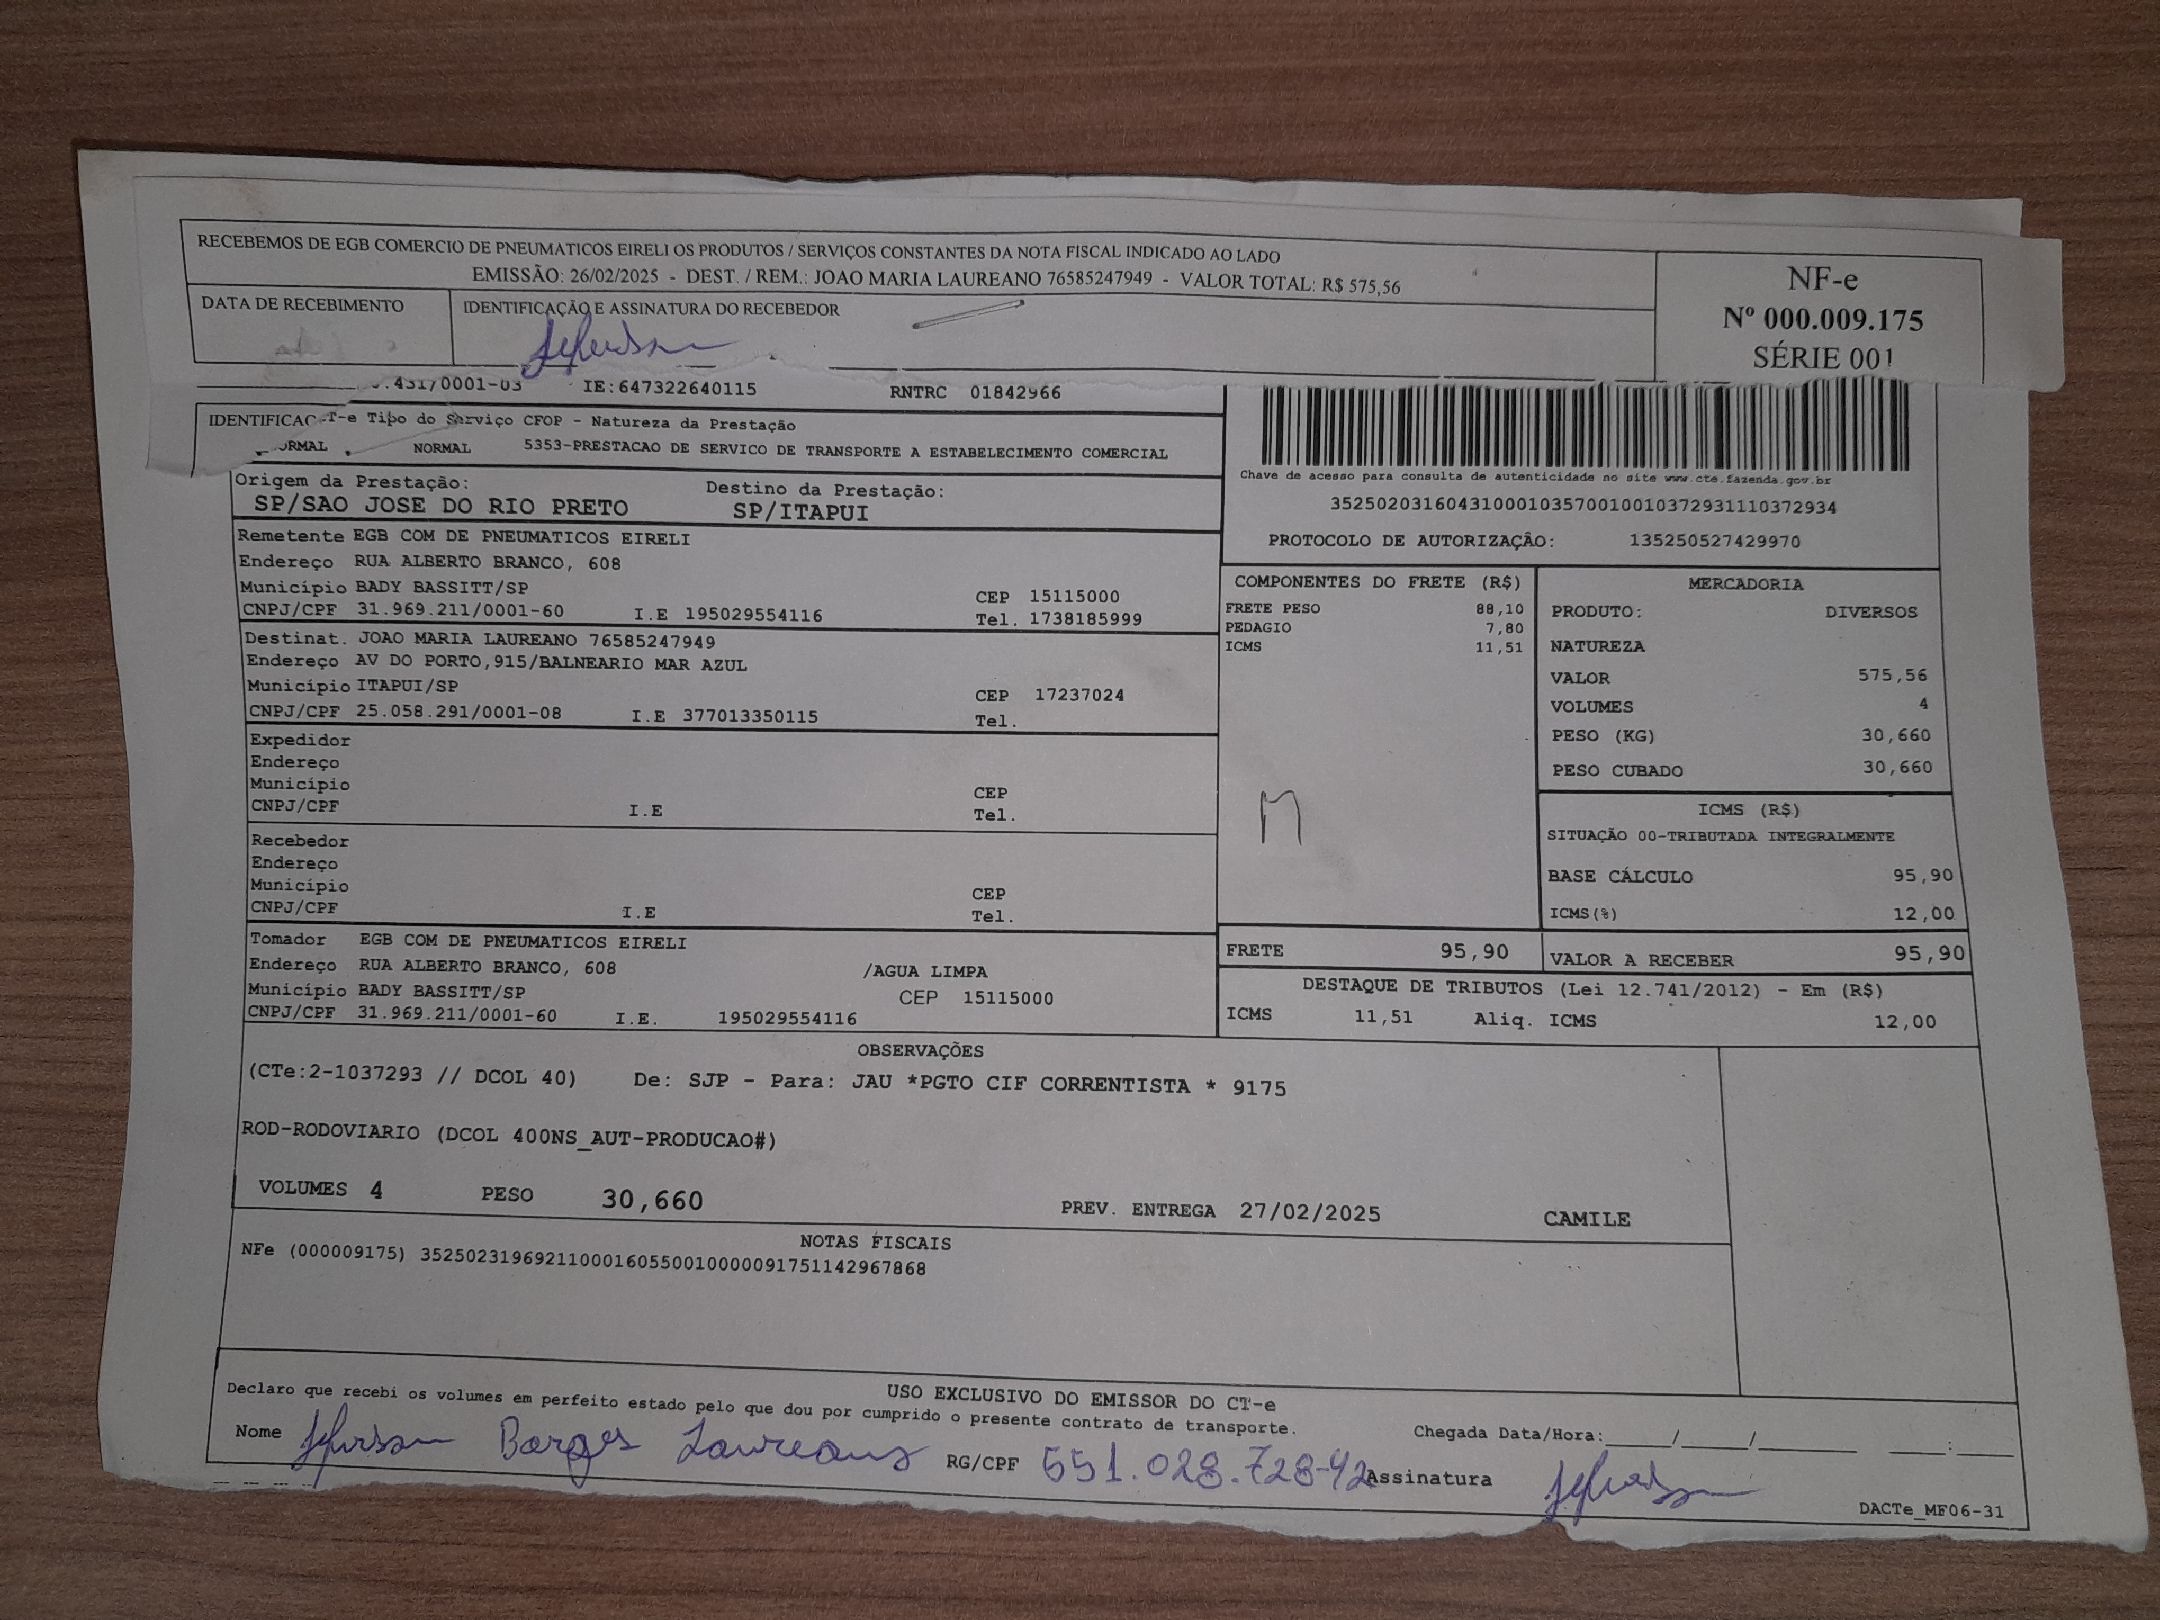 RECEBEMOS DE EGB COMERCIO DE PNEUMATICOS EIRELI OS PRODUTOS / SERVIÇOS CONSTANTES DA NOTA FISCAL INDICADO AO LADO
EMISSÃO: 26/02/2025 - DEST. / REM.: JOAO MARIA LAUREANO 76585247949 - VALOR TOTAL: R$ 575,56
DATA DE RECEBIMENTO
IDENTIFICAÇÃO E ASSINATURA DO RECEBEDOR
NF-e
Nº 000.009.175
SÉRIE 001
.431/0001-03 IE:647322640115 RNTRC 01842966
IDENTIFICAÇ
T-e Tipo do Serviço CFOP - Natureza da Prestação
ORMAL NORMAL 5353-PRESTACAO DE SERVICO DE TRANSPORTE A ESTABELECIMENTO COMERCIAL
Chave de acesso para consulta de autenticidade no site www.cte.fazenda.gov.br
35250203160431000103570010010372931110372934
PROTOCOLO DE AUTORIZAÇÃO: 135250527429970
Origem da Prestação: Destino da Prestação:
SP/SAO JOSE DO RIO PRETO SP/ITAPUI
Remetente EGB COM DE PNEUMATICOS EIRELI
Endereço RUA ALBERTO BRANCO, 608
Município BADY BASSITT/SP CEP 15115000
CNPJ/CPF 31.969.211/0001-60 I.E 195029554116 Tel. 1738185999
Destinat. JOAO MARIA LAUREANO 76585247949
Endereço AV DO PORTO,915/BALNEARIO MAR AZUL
Município ITAPUI/SP CEP 17237024
CNPJ/CPF 25.058.291/0001-08 I.E 377013350115 Tel.
Expedidor
Endereço
Município CEP
CNPJ/CPF I.E Tel.
Recebedor
Endereço
Município CEP
CNPJ/CPF I.E Tel.
Tomador EGB COM DE PNEUMATICOS EIRELI
Endereço RUA ALBERTO BRANCO, 608 /AGUA LIMPA
Município BADY BASSITT/SP CEP 15115000
CNPJ/CPF 31.969.211/0001-60 I.E. 195029554116
COMPONENTES DO FRETE (R$)
FRETE PESO 88,10
PEDAGIO 7,80
ICMS 11,51
M
MERCADORIA
PRODUTO: DIVERSOS
NATUREZA
VALOR 575,56
VOLUMES 4
PESO (KG) 30,660
PESO CUBADO 30,660
ICMS (R$)
SITUAÇÃO 00-TRIBUTADA INTEGRALMENTE
BASE CÁLCULO 95,90
ICMS(%) 12,00
FRETE 95,90 VALOR A RECEBER 95,90
DESTAQUE DE TRIBUTOS (Lei 12.741/2012) - Em (R$)
ICMS 11,51 Aliq. ICMS 12,00
OBSERVAÇÕES
(CTe:2-1037293 // DCOL 40) De: SJP - Para: JAU *PGTO CIF CORRENTISTA * 9175
ROD-RODOVIARIO (DCOL 400NS_AUT-PRODUCAO#)
VOLUMES 4 PESO 30,660 PREV. ENTREGA 27/02/2025 CAMILE
NOTAS FISCAIS
NFe (000009175) 35250231969211000160550010000091751142967868
USO EXCLUSIVO DO EMISSOR DO CT-e
Declaro que recebi os volumes em perfeito estado pelo que dou por cumprido o presente contrato de transporte.
Chegada Data/Hora:____/____/______ ____:____
Nome Jeferson Borges Laureano RG/CPF 551.028.728-42 Assinatura
DACTe_MF06-31